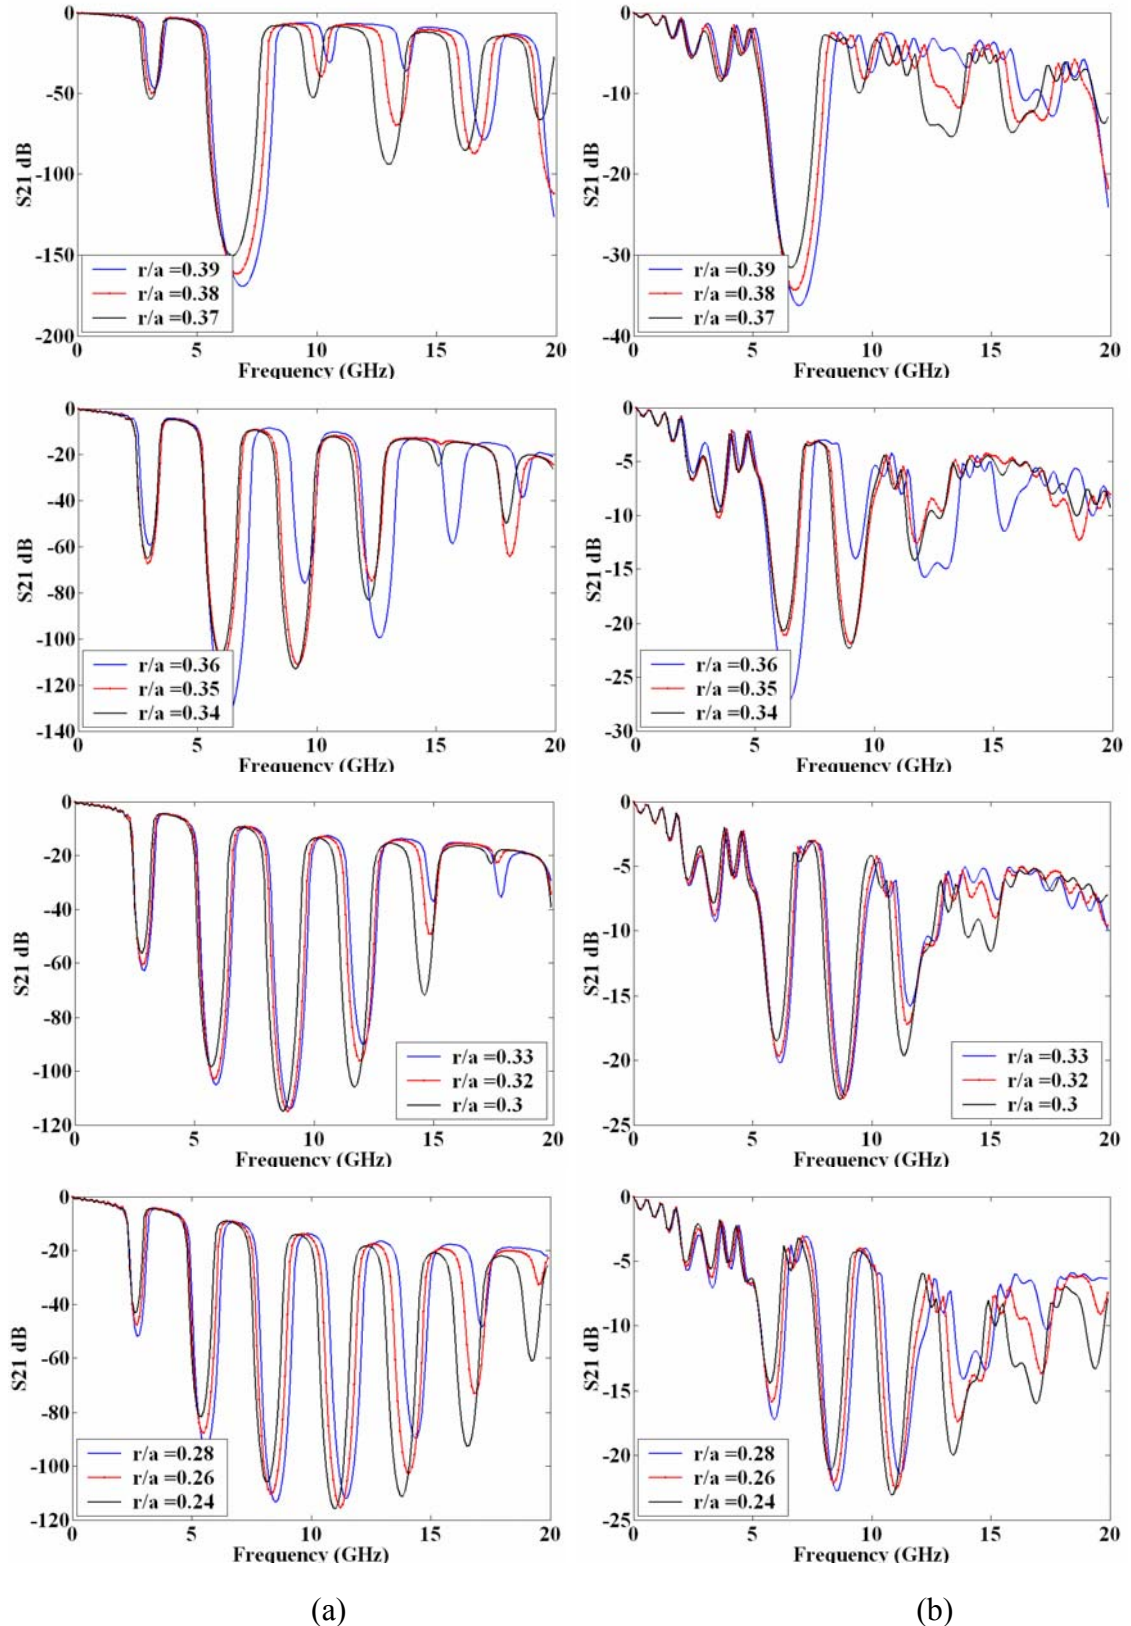 0
-50
-100
-150
-200
S21 dB
r/a =0.39
r/a =0.38
r/a =0.37
0 5 10 15 20
Frequency (GHz)
0
-10
-20
-30
-40
S21 dB
r/a =0.39
r/a =0.38
r/a =0.37
0 5 10 15 20
Frequency (GHz)
0
-20
-40
-60
-80
-100
-120
-140
S21 dB
r/a =0.36
r/a =0.35
r/a =0.34
0 5 10 15 20
Frequency (GHz)
0
-5
-10
-15
-20
-25
-30
S21 dB
r/a =0.36
r/a =0.35
r/a =0.34
0 5 10 15 20
Frequency (GHz)
0
-20
-40
-60
-80
-100
-120
S21 dB
r/a =0.33
r/a =0.32
r/a =0.3
0 5 10 15 20
Frequency (GHz)
0
-5
-10
-15
-20
-25
S21 dB
r/a =0.33
r/a =0.32
r/a =0.3
0 5 10 15 20
Frequency (GHz)
0
-20
-40
-60
-80
-100
-120
S21 dB
r/a =0.28
r/a =0.26
r/a =0.24
0 5 10 15 20
Frequency (GHz)
0
-5
-10
-15
-20
-25
S21 dB
r/a =0.28
r/a =0.26
r/a =0.24
0 5 10 15 20
Frequency (GHz)
(a)
(b)